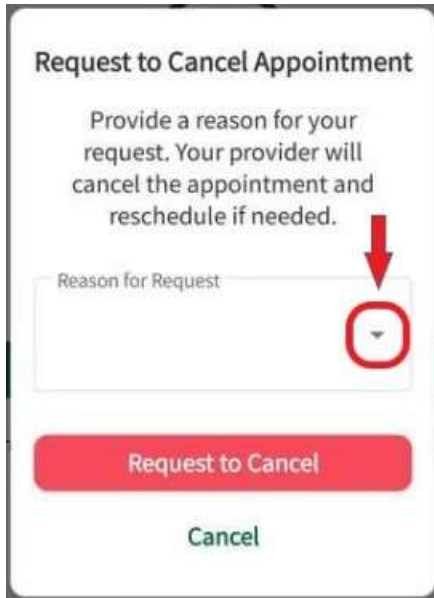 Request to Cancel Appointment
Provide a reason for your
request. Your provider will
cancel the appointment and
reschedule if needed.
Reason for Request
Request to Cancel
Cancel